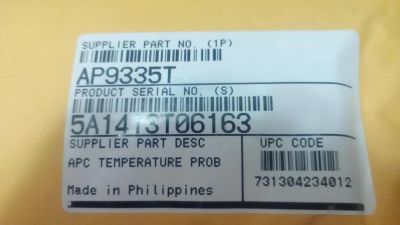 SUPPLIER PART NO. (1P)
AP9335T
PRODUCT SERIAL NO. (S)
5A1413T06163
SUPPLIER PART DESC
APC TEMPERATURE PROB
Made in Philippines
UPC CODE
731304234012